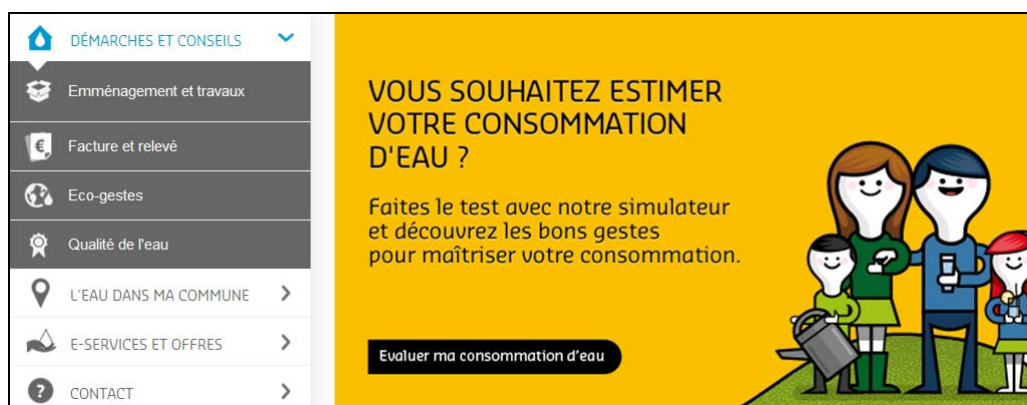 DÉMARCHES ET CONSEILS
Emménagement et travaux
€
Facture et relevé
Eco-gestes
Qualité de l'eau
L'EAU DANS MA COMMUNE
E-SERVICES ET OFFRES
?
CONTACT
VOUS SOUHAITEZ ESTIMER
VOTRE CONSOMMATION
D'EAU ?
Faites le test avec notre simulateur
et découvrez les bons gestes
pour maîtriser votre consommation.
Evaluer ma consommation d'eau